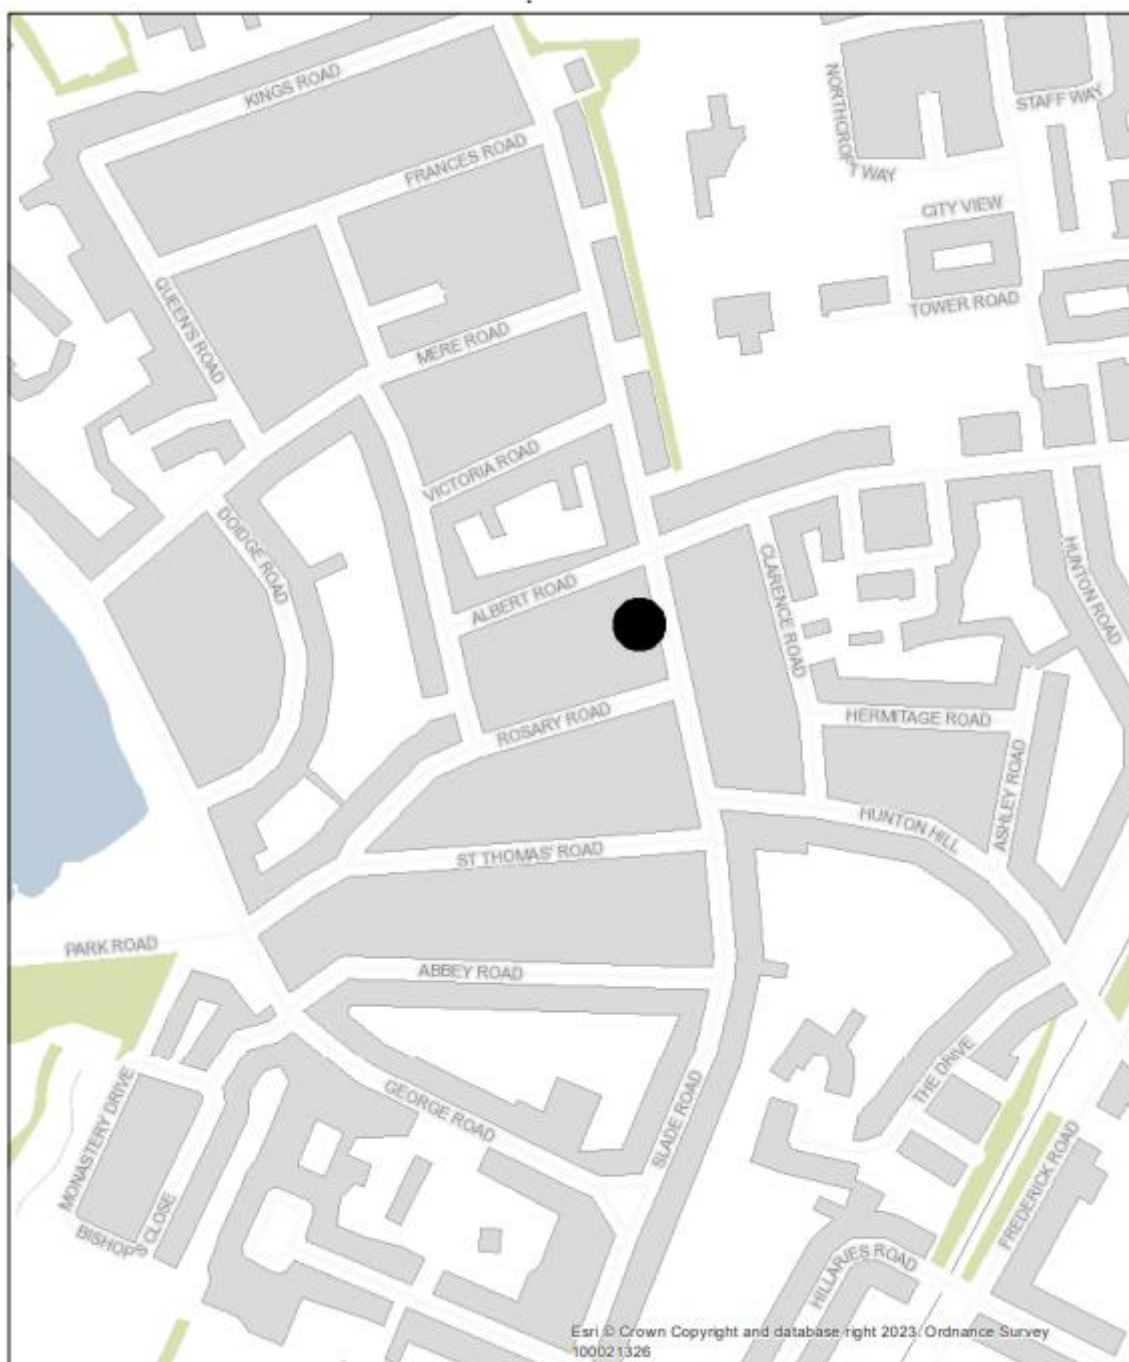 KINGS ROAD
NORTHCROFT WAY
STAFF WAY
FRANCES ROAD
CITY VIEW
QUEEN'S ROAD
TOWER ROAD
MERE ROAD
VICTORIA ROAD
DOIDGE ROAD
HUNTON ROAD
CLARENCE ROAD
ALBERT ROAD
ROSARY ROAD
HERMITAGE ROAD
ASHLEY ROAD
HUNTON HILL
ST THOMAS' ROAD
PARK ROAD
ABBEY ROAD
THE DRIVE
GEORGE ROAD
MONASTERY DRIVE
SLADE ROAD
FREDERICK ROAD
BISHOP'S CLOSE
HILLARIES ROAD
Esri © Crown Copyright and database right 2023. Ordnance Survey
100021326